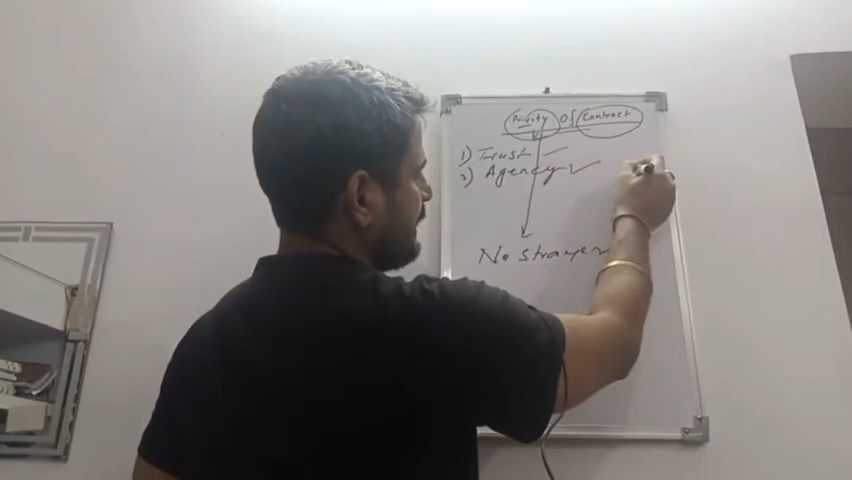 Privity Of Contract
1) Trust
2) Agency
No stranger